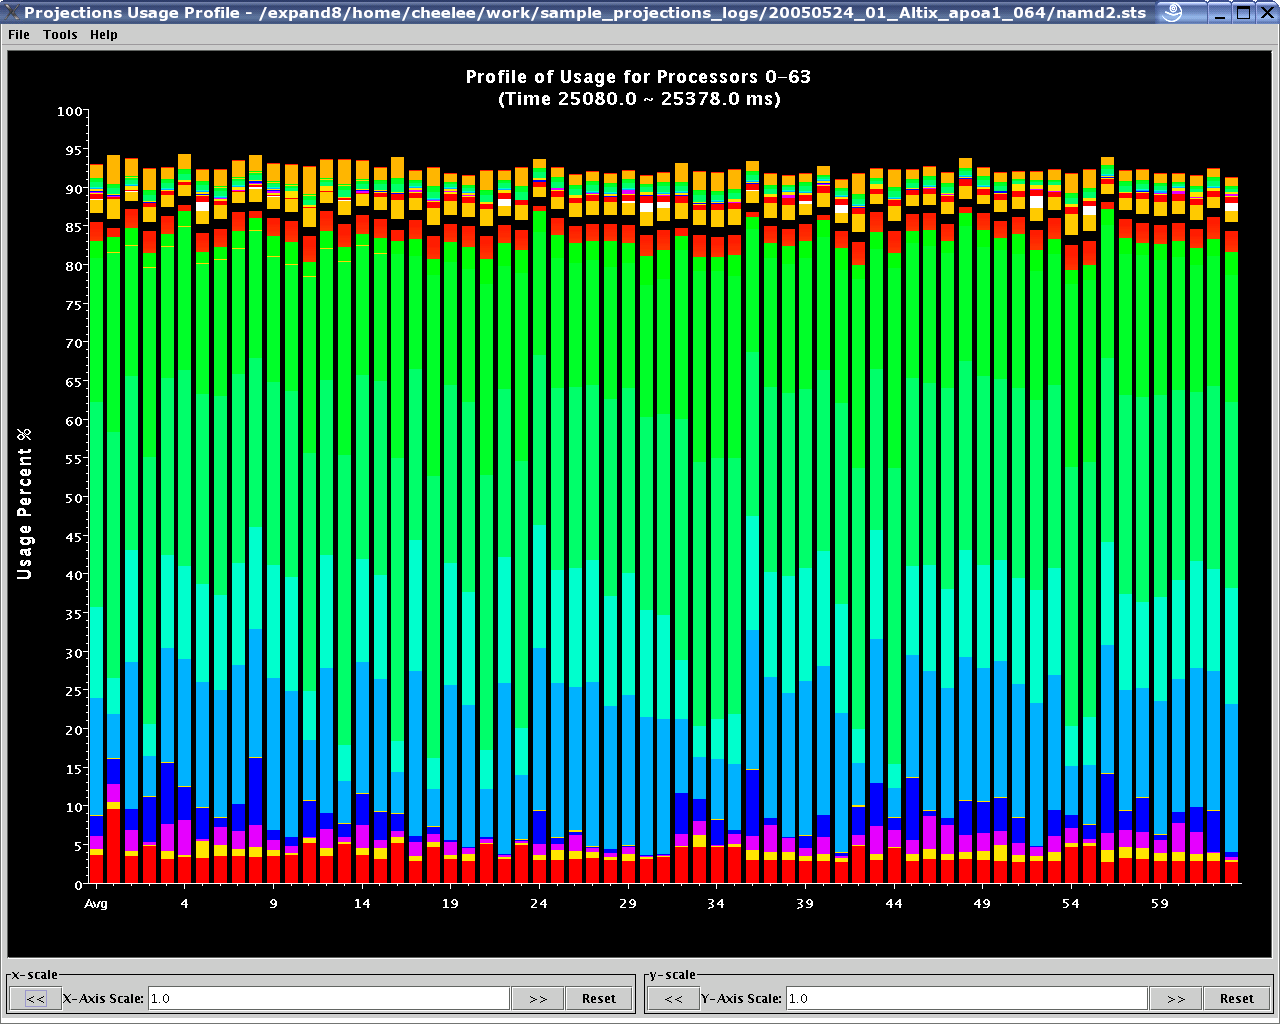 Projections Usage Profile - /expand8/home/cheelee/work/sample_projections_logs/20050524_01_Altix_apoa1_064/namd2.sts
File Tools Help
Profile of Usage for Processors 0-63
(Time 25080.0 ~ 25378.0 ms)
Usage Percent %
100
95
90
85
80
75
70
65
60
55
50
45
40
35
30
25
20
15
10
5
0
Avg 4 9 14 19 24 29 34 39 44 49 54 59
x-scale
<< X-Axis Scale: 1.0 >> Reset
y-scale
<< Y-Axis Scale: 1.0 >> Reset